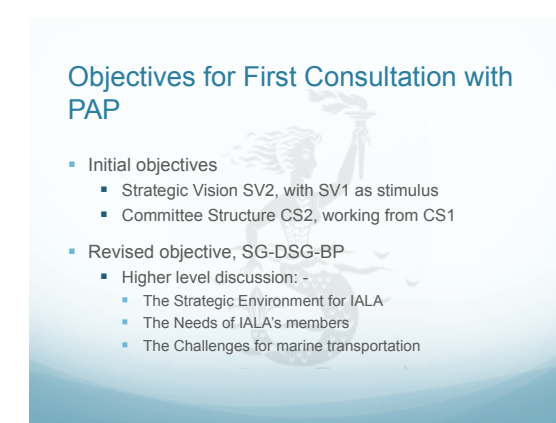 Objectives for First Consultation with
PAP
Initial objectives
Strategic Vision SV2, with SV1 as stimulus
Committee Structure CS2, working from CS1
Revised objective, SG-DSG-BP
Higher level discussion: -
The Strategic Environment for IALA
The Needs of IALA's members
The Challenges for marine transportation